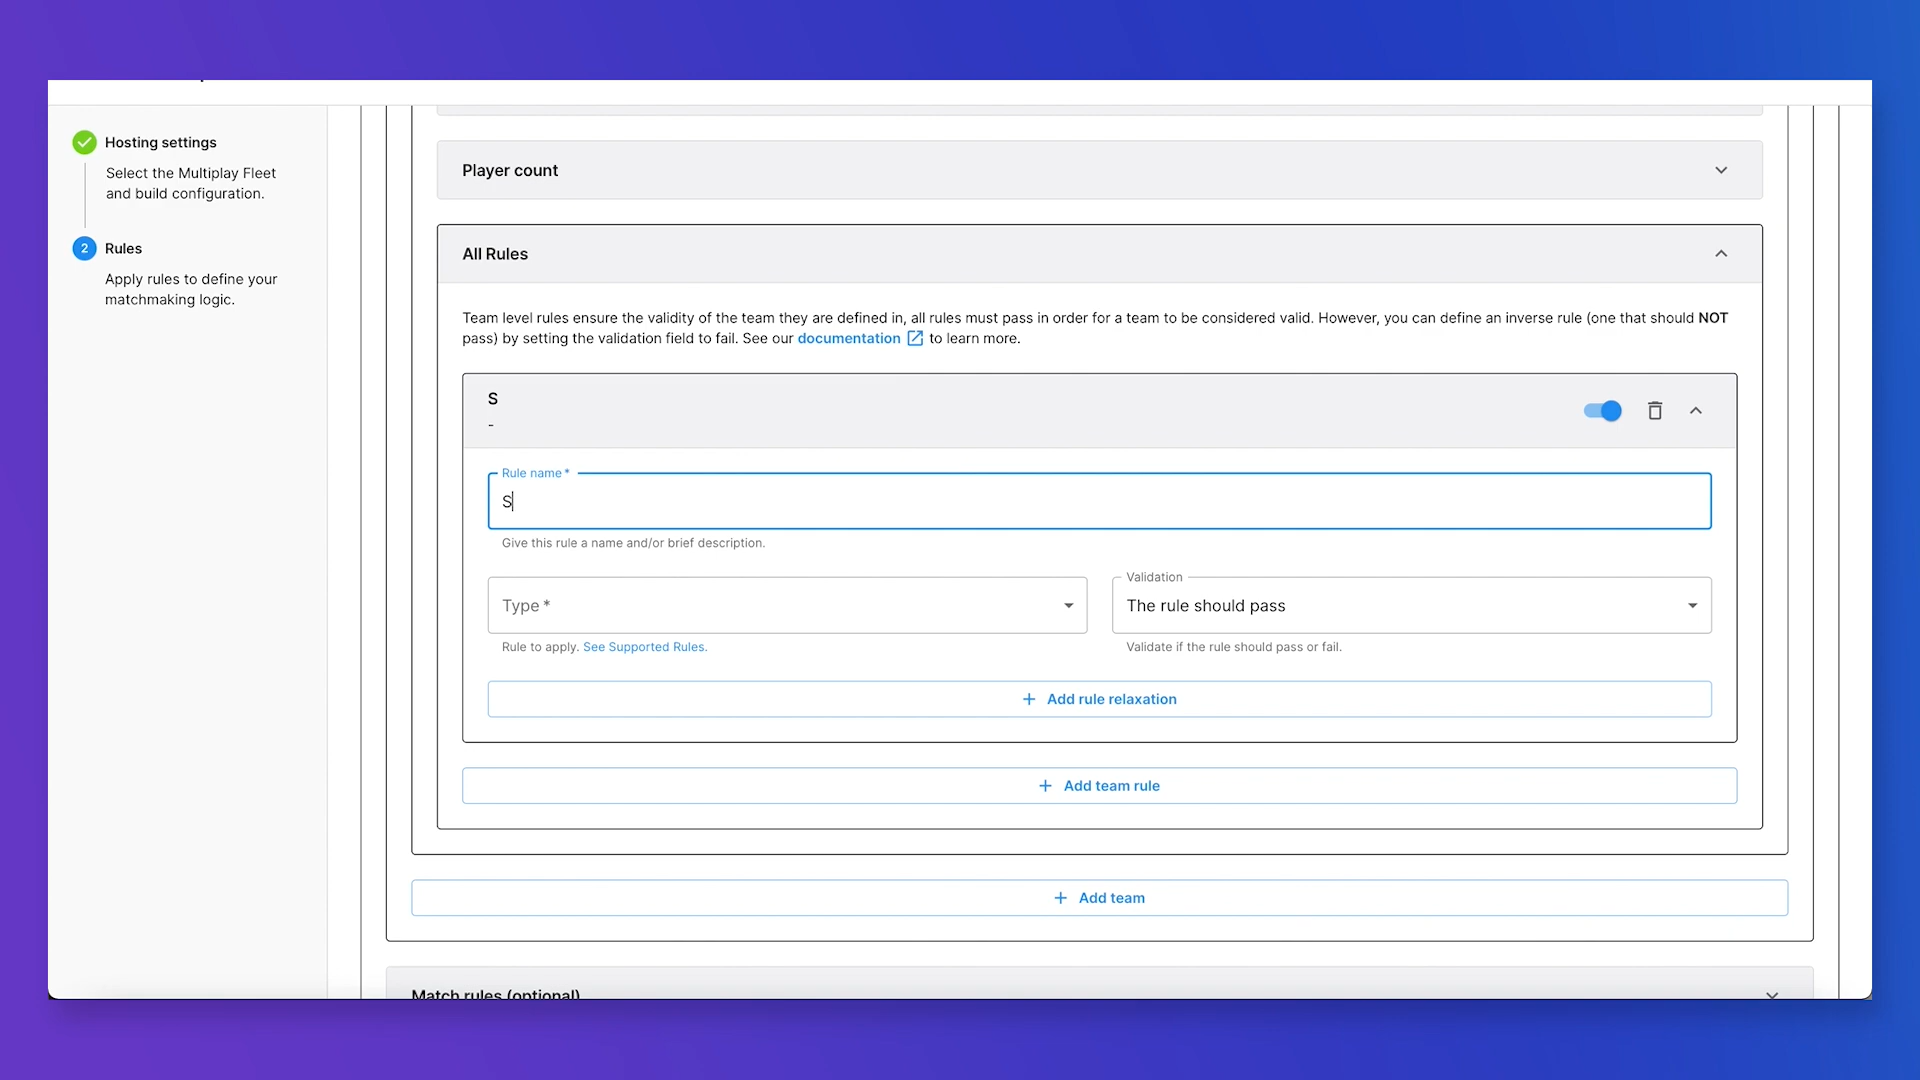 Hosting settings
Select the Multiplay Fleet
and build configuration.
2 Rules
Apply rules to define your
matchmaking logic.
Player count
All Rules
Team level rules ensure the validity of the team they are defined in, all rules must pass in order for a team to be considered valid. However, you can define an inverse rule (one that should NOT
pass) by setting the validation field to fail. See our documentation to learn more.
S
-
Rule name *
S
Give this rule a name and/or brief description.
Type *
Rule to apply. See Supported Rules.
Validation
The rule should pass
Validate if the rule should pass or fail.
+ Add rule relaxation
+ Add team rule
+ Add team
Match rules (optional)